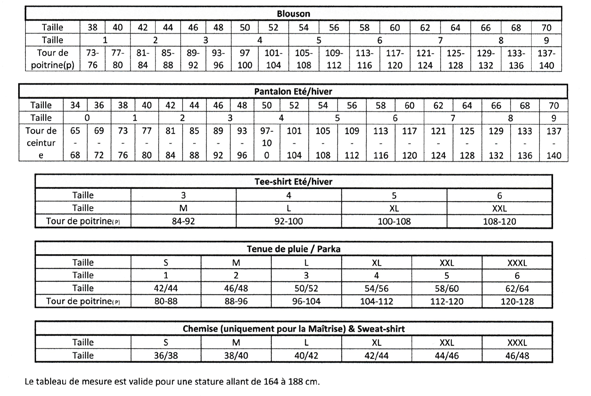 Blouson
Taille 38 40 42 44 46 48 50 52 54 56 58 60 62 66 68 70
Taille 1 2 3 4 5 6 7 8 9
Tour de 73- 77- 81- 85- 89- 93- 97 101- 105- 109- 113- 117- 121- 125- 129- 133- 137-
poitrine(p) 76 80 84 88 92 96 100 104 108 112 116 120 124 128 132 136 140
Pantalon Eté/hiver
Taille 34 36 38 40 42 44 46 48 50 52 54 56 58 60 62 64 66 68 70
Taille 0 1 2 3 4 5 6 7 8 9
Tour de 65 69 73 77 81 85 89 93 97- 101 105 109 113 117 121 125 129 133 137
ceintur - - - - - - - - 10 - - - - - - - - - -
e 68 72 76 80 84 88 92 96 0 104 108 112 116 120 124 128 132 136 140
Tee-shirt Eté/hiver
Taille 3 4 5 6
Taille M L XL XXL
Tour de poitrine(P) 84-92 92-100 100-108 108-120
Tenue de pluie / Parka
Taille S M L XL XXL XXXL
Taille 1 2 3 4 5 6
Taille 42/44 46/48 50/52 54/56 58/60 62/64
Tour de poitrine(P) 80-88 88-96 96-104 104-112 112-120 120-128
Chemise (uniquement pour la Maîtrise) & Sweat-shirt
Taille S M L XL XXL XXXL
Taille 36/38 38/40 40/42 42/44 44/46 46/48
Le tableau de mesure est valide pour une stature allant de 164 à 188 cm.